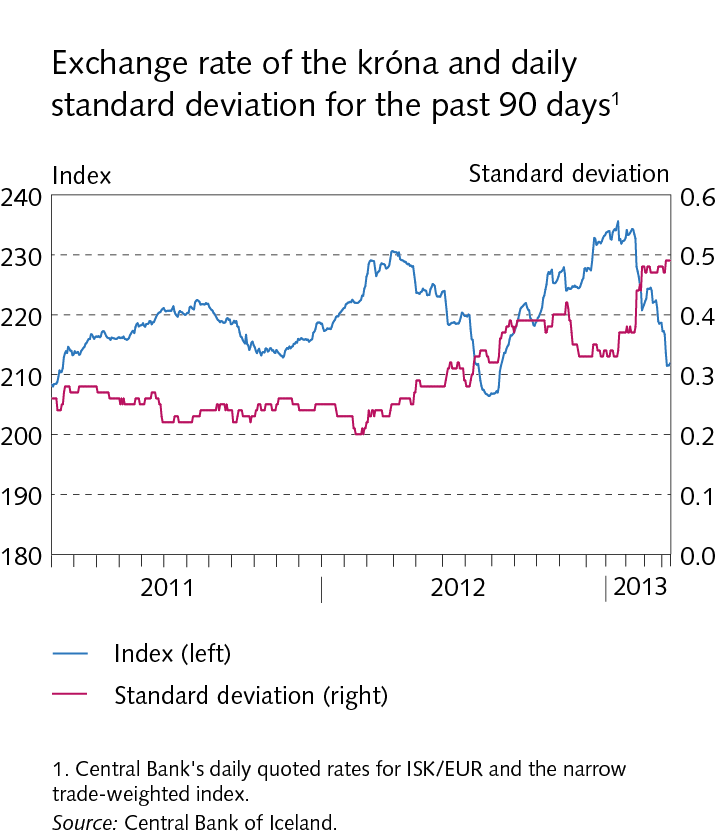 Exchange rate of the króna and daily
standard deviation for the past 90 days¹
Index Standard deviation
240 0.6
230 0.5
220 0.4
210 0.3
200 0.2
190 0.1
180 0.0
2011 2012 2013
Index (left)
Standard deviation (right)
1. Central Bank's daily quoted rates for ISK/EUR and the narrow
trade-weighted index.
Source: Central Bank of Iceland.